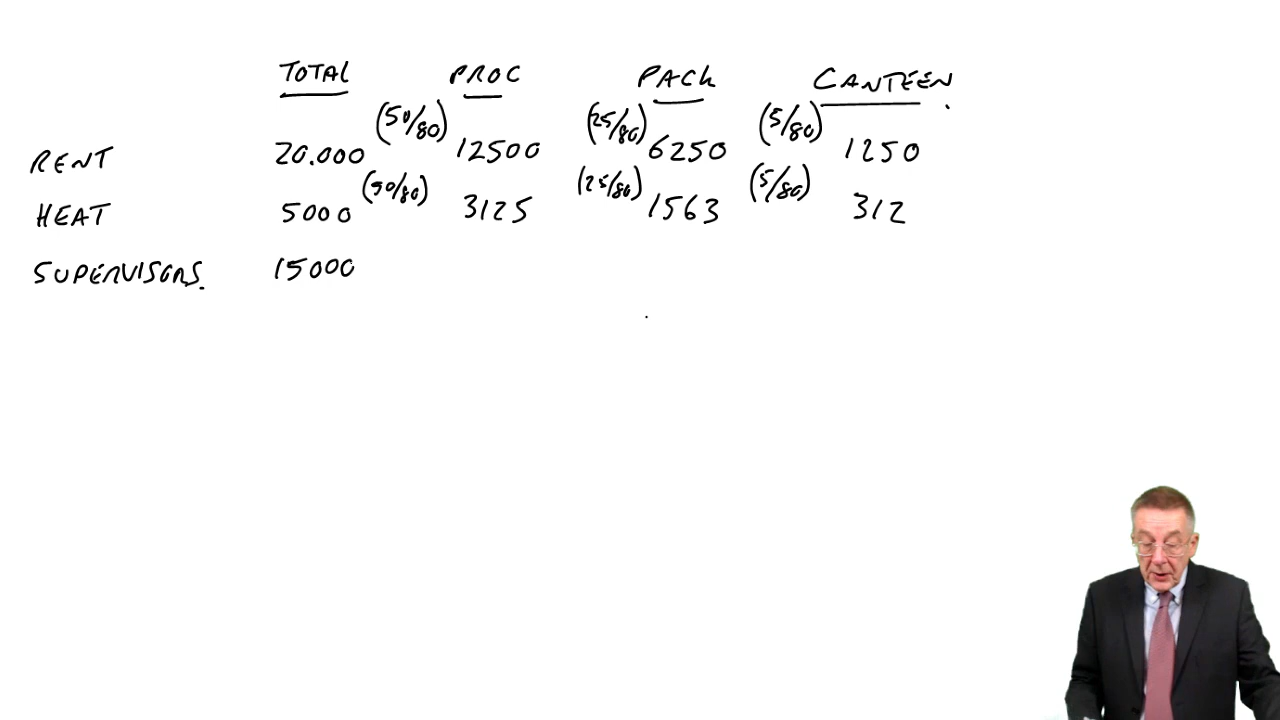 TOTAL PROC PACK CANTEEN
RENT 20.000 (50/80) 12500 (25/80) 6250 (5/80) 1250
HEAT 5000 (50/80) 3125 (25/80) 1563 (5/80) 312
SUPERVISORS. 15000